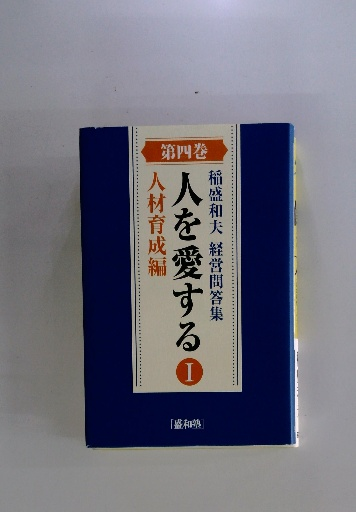 第四巻
稲盛和夫 経営問答集
人を愛する
I
人材育成編
「盛和塾」